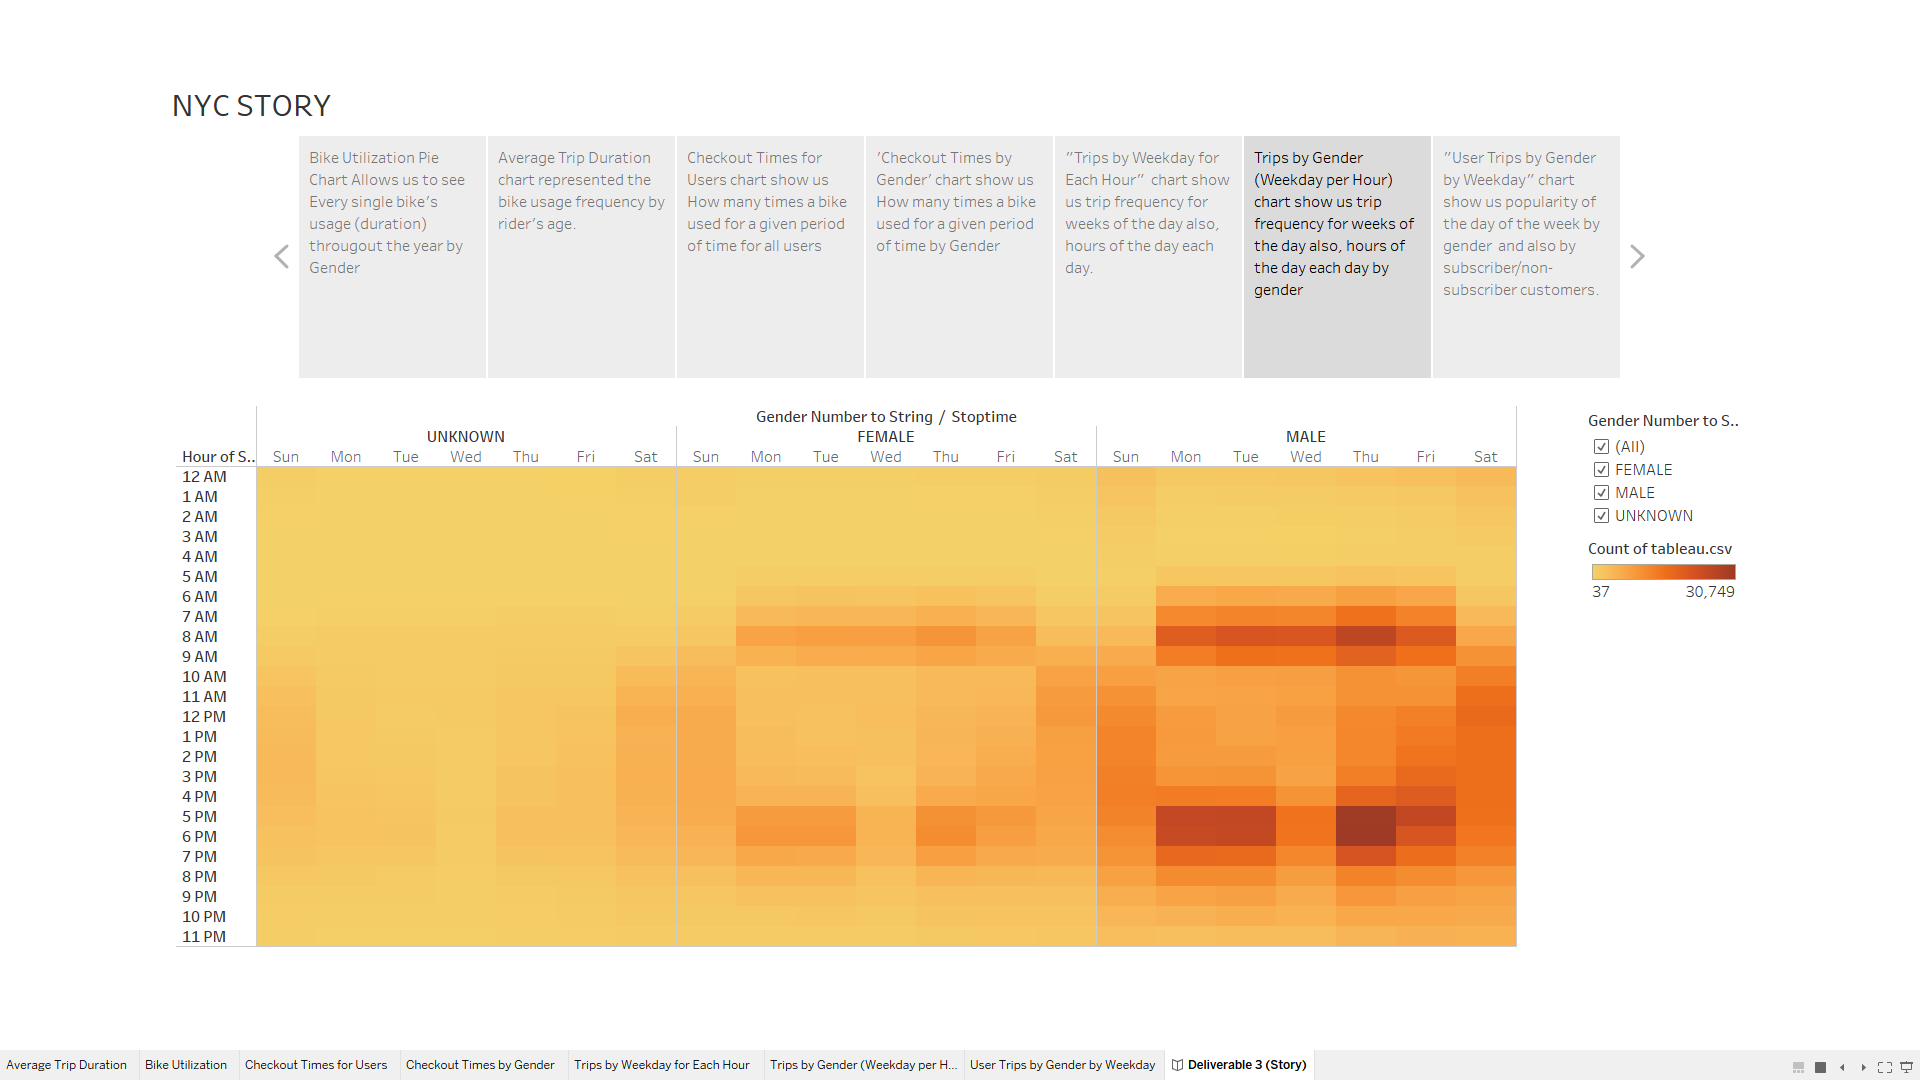 NYC STORY
Bike Utilization Pie
Chart Allows us to see
Every single bike's
usage (duration)
througout the year by
Gender
Average Trip Duration
chart represented the
bike usage frequency by
rider's age.
Checkout Times for
Users chart show us
How many times a bike
used for a given period
of time for all users
'Checkout Times by
Gender' chart show us
How many times a bike
used for a given period
of time by Gender
"Trips by Weekday for
Each Hour" chart show
us trip frequency for
weeks of the day also,
hours of the day each
day.
Trips by Gender
(Weekday per Hour)
chart show us trip
frequency for weeks of
the day also, hours of
the day each day by
gender
"User Trips by Gender
by Weekday" chart
show us popularity of
the day of the week by
gender and also by
subscriber/non-
subscriber customers.
Gender Number to String / Stoptime
UNKNOWN FEMALE MALE
Hour of S.. Sun Mon Tue Wed Thu Fri Sat Sun Mon Tue Wed Thu Fri Sat Sun Mon Tue Wed Thu Fri Sat
12 AM
1 AM
2 AM
3 AM
4 AM
5 AM
6 AM
7 AM
8 AM
9 AM
10 AM
11 AM
12 PM
1 PM
2 PM
3 PM
4 PM
5 PM
6 PM
7 PM
8 PM
9 PM
10 PM
11 PM
Gender Number to S..
(All)
FEMALE
MALE
UNKNOWN
Count of tableau.csv
37 30,749
Average Trip Duration Bike Utilization Checkout Times for Users Checkout Times by Gender Trips by Weekday for Each Hour Trips by Gender (Weekday per H... User Trips by Gender by Weekday Deliverable 3 (Story)